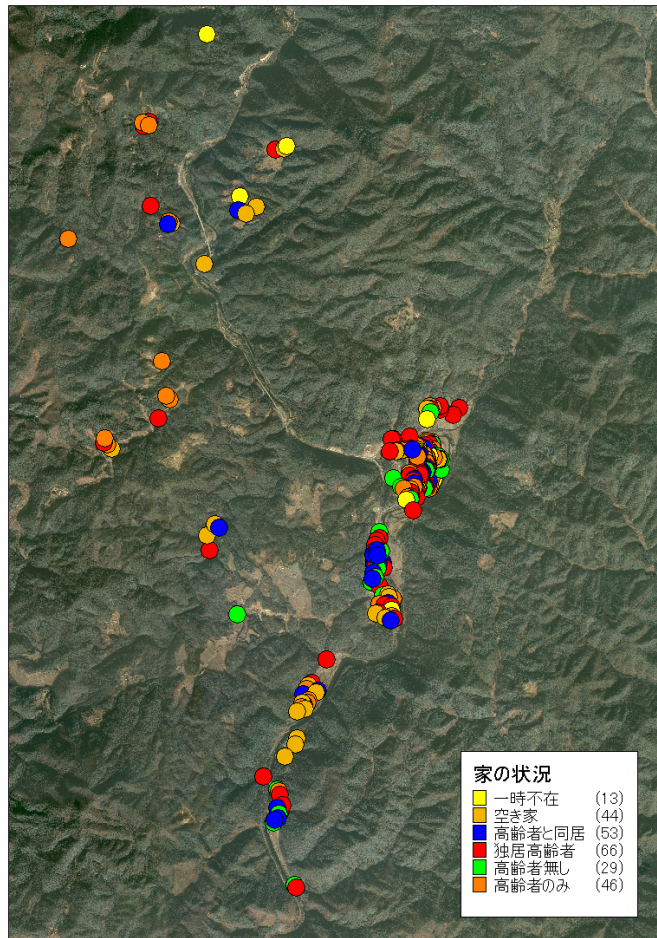 家の状況
一時不在 (13)
空き家 (44)
高齢者と同居 (53)
独居高齢者 (66)
高齢者無し (29)
高齢者のみ (46)